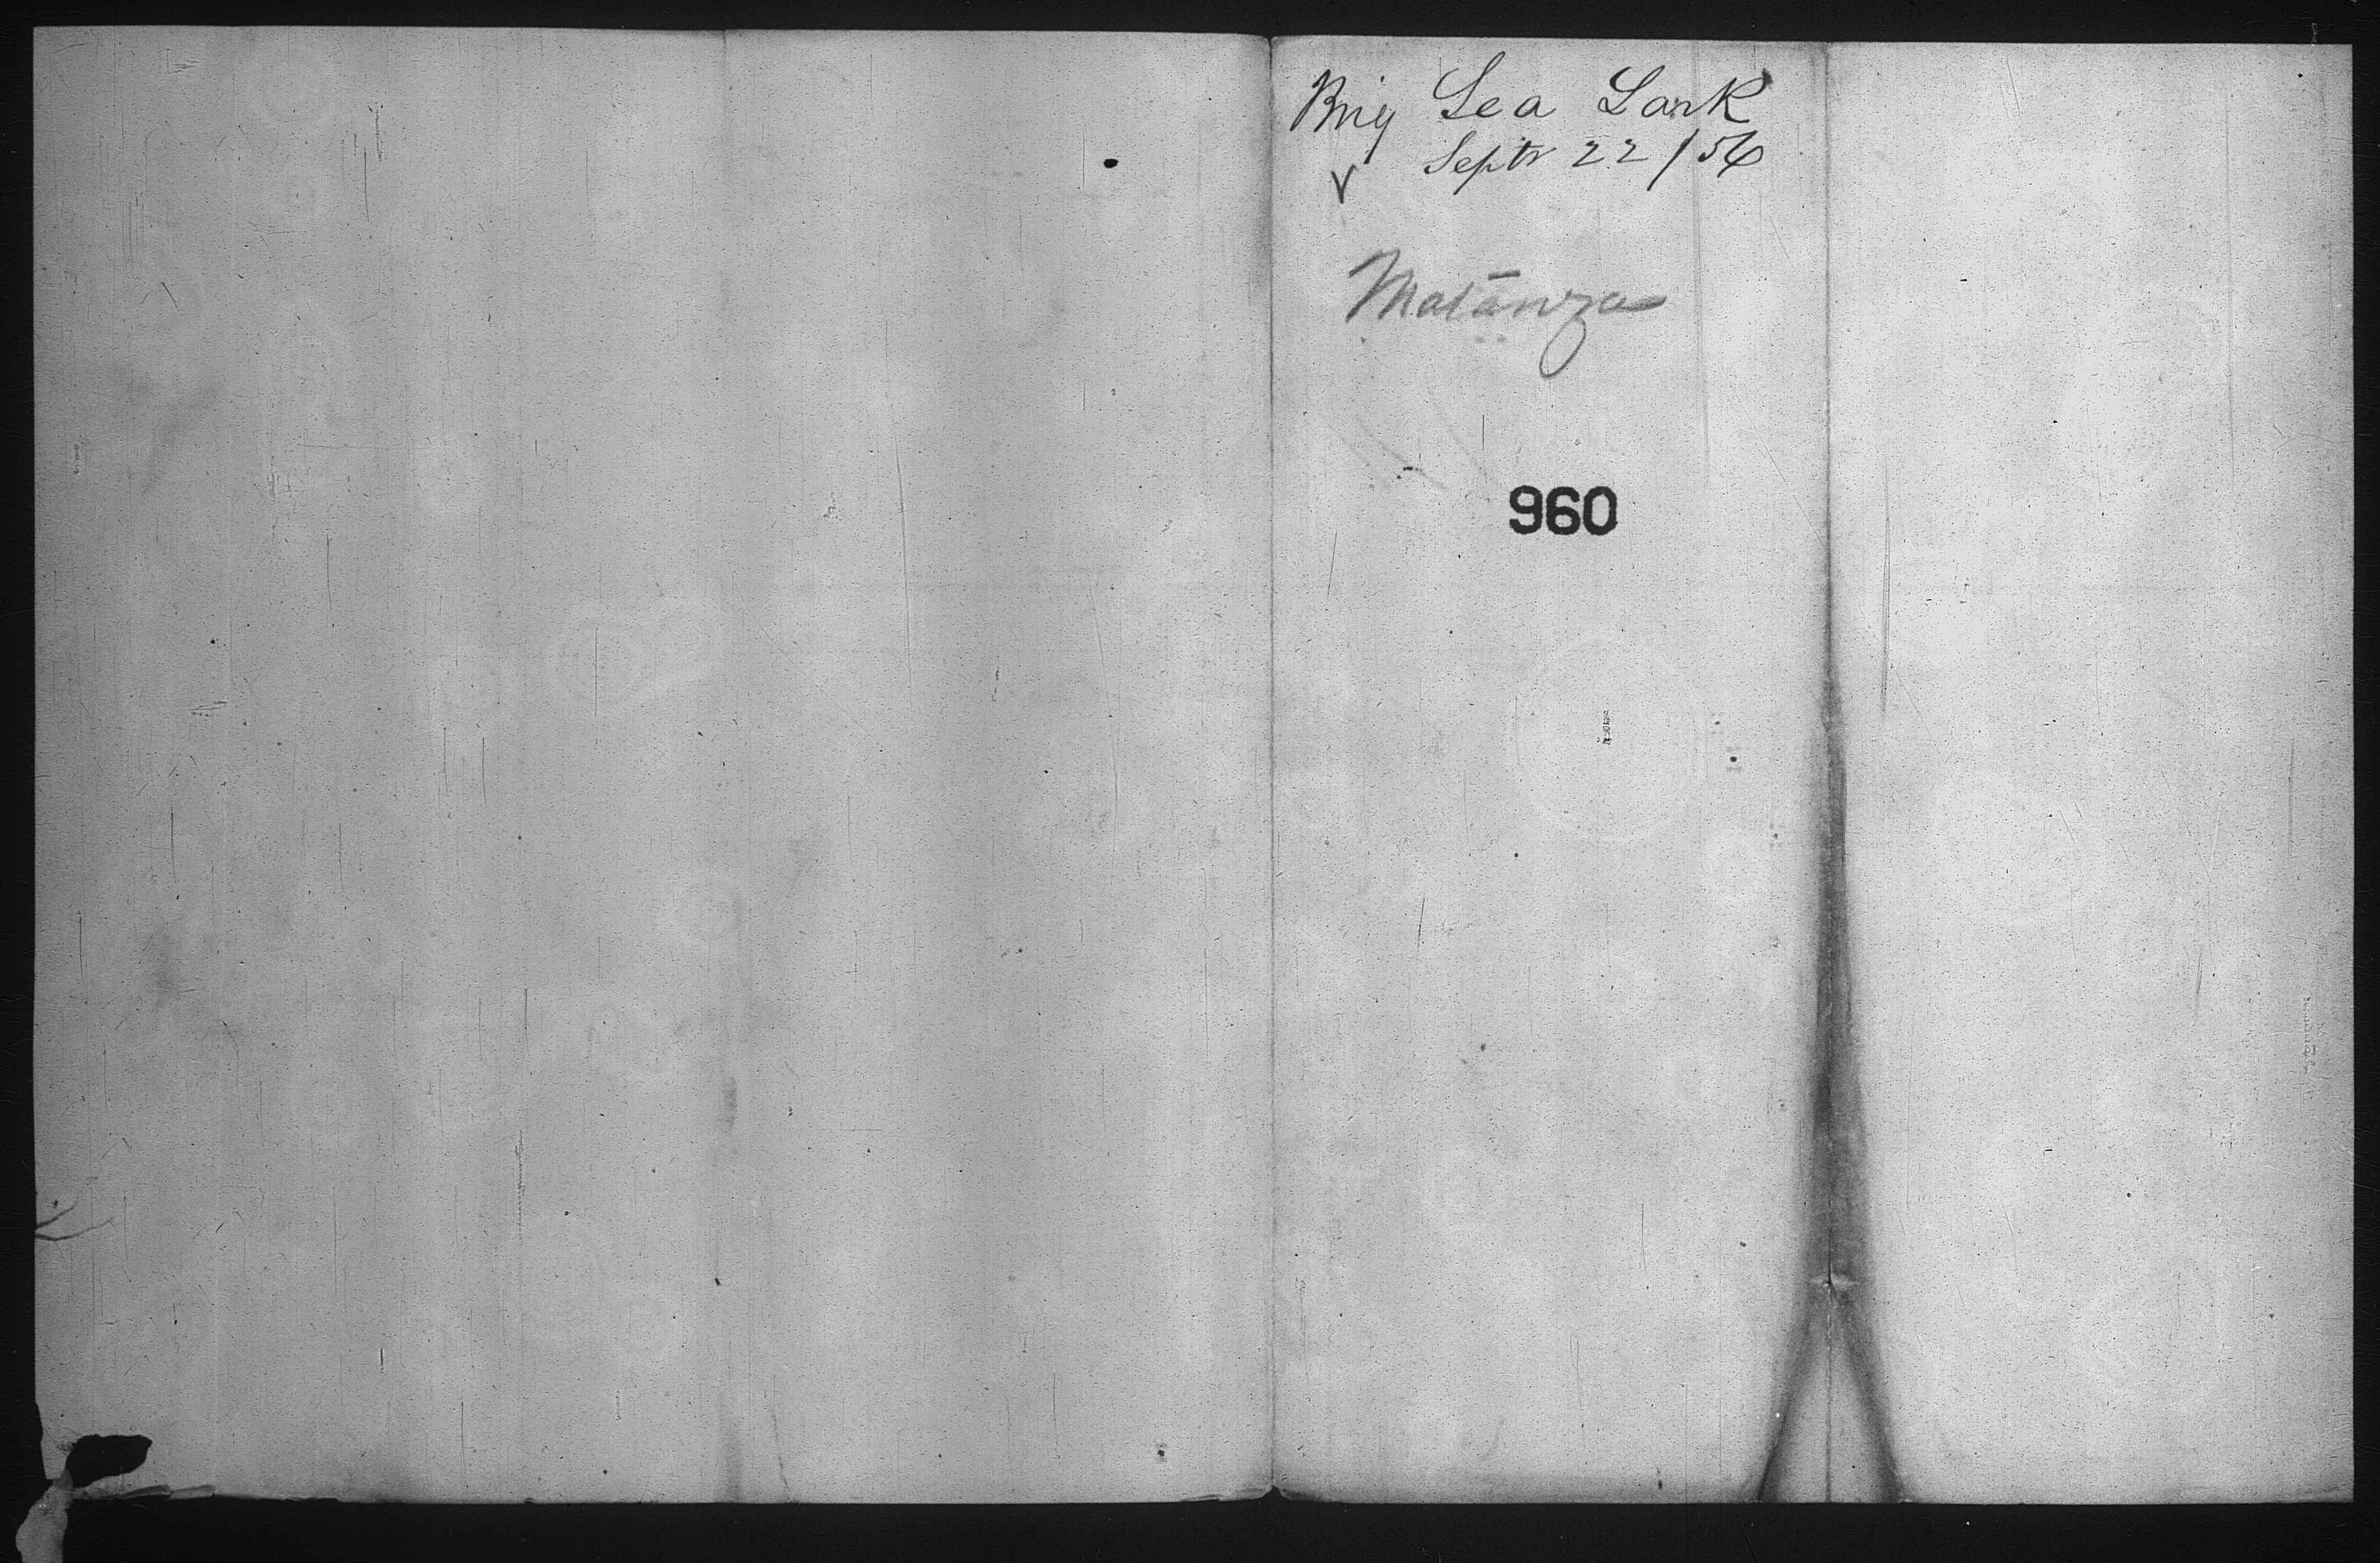 Brig Sea Lark
Septr 22/56
Matanza
960